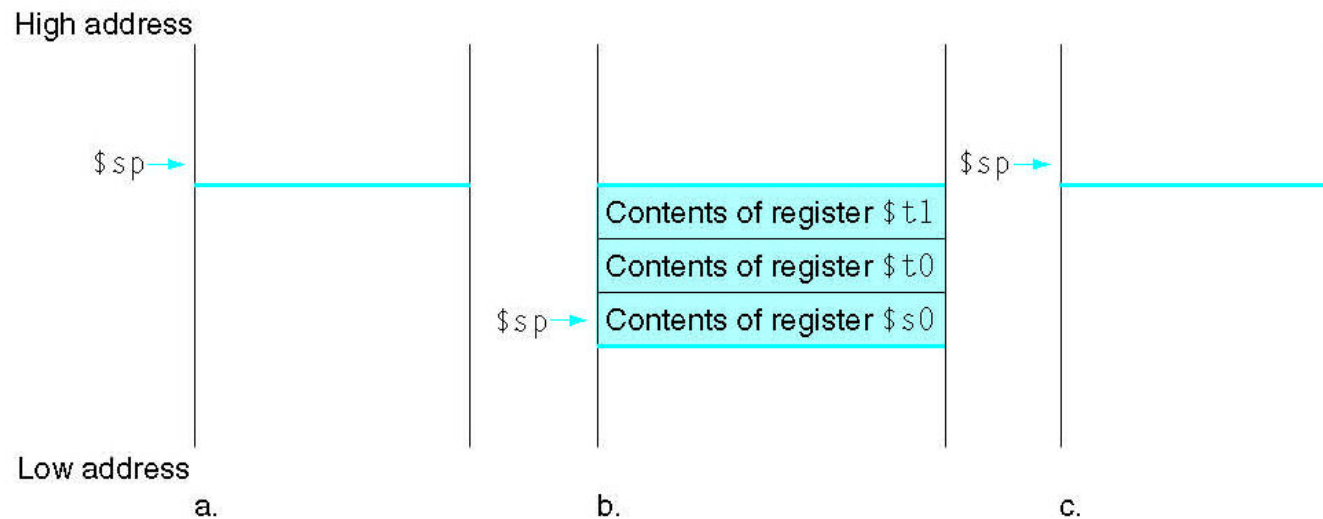 High address
$sp
$sp
Contents of register $t1
Contents of register $t0
$sp
Contents of register $s0
Low address
a.
b.
c.